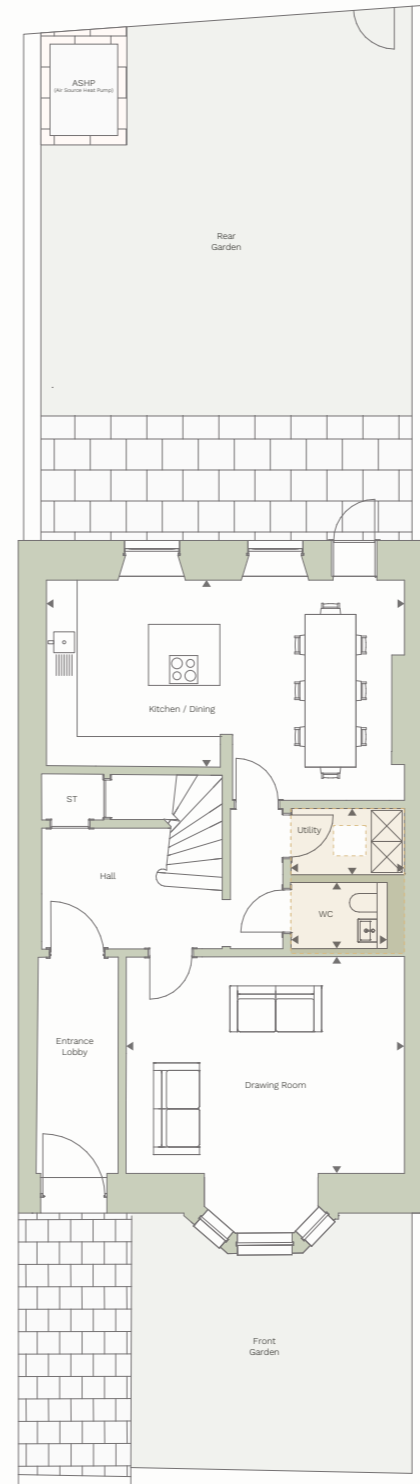 ASHP
(Air Source Heat Pump)
Rear
Garden
Kitchen / Dining
ST
Utility
Hall
WC
Entrance
Lobby
Drawing Room
Front
Garden